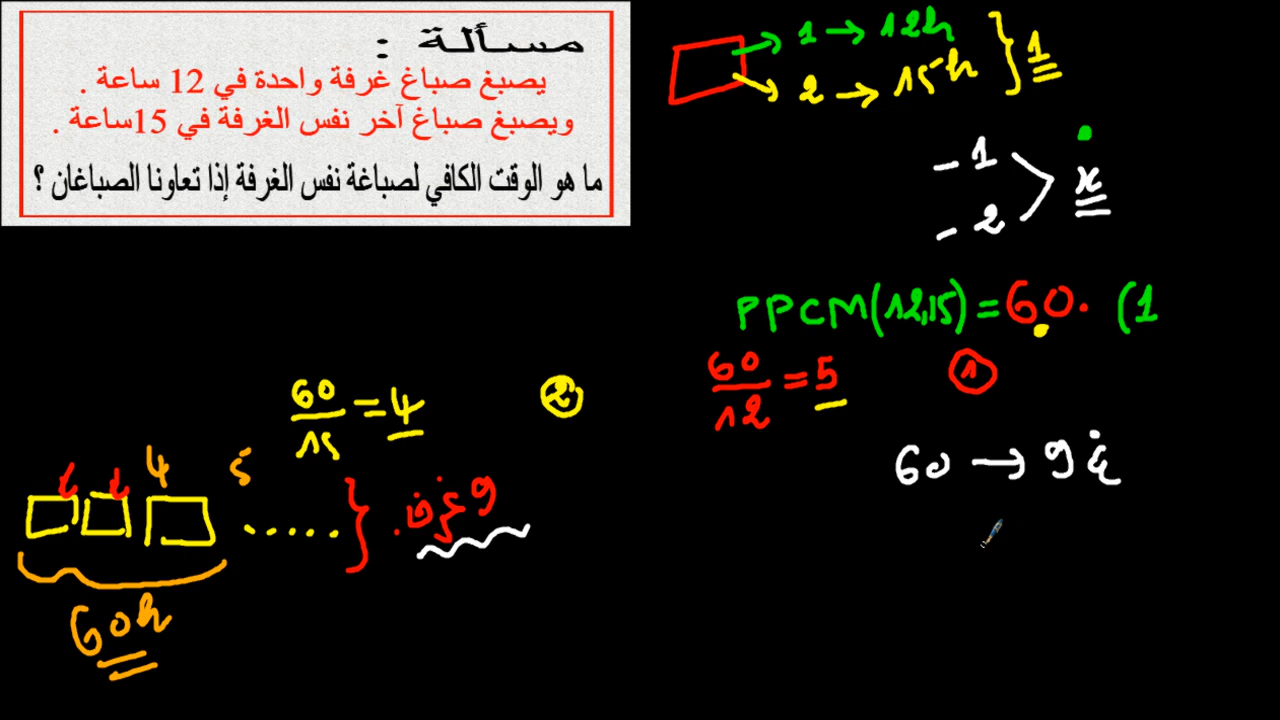 مسألة :
يصبغ صباغ غرفة واحدة في 12 ساعة .
ويصبغ صباغ آخر نفس الغرفة في 15ساعة .
ما هو الوقت الكافي لصباغة نفس الغرفة إذا تعاونا الصباغان ؟
1 → 12h
2 → 15h } 1
- 1
- 2
x
PPCM(12,15) = 60. (1
60/12 = 5 1
60/15 = 4 2
4 5
..... } 9 غرف.
60h
60 → 9 غ